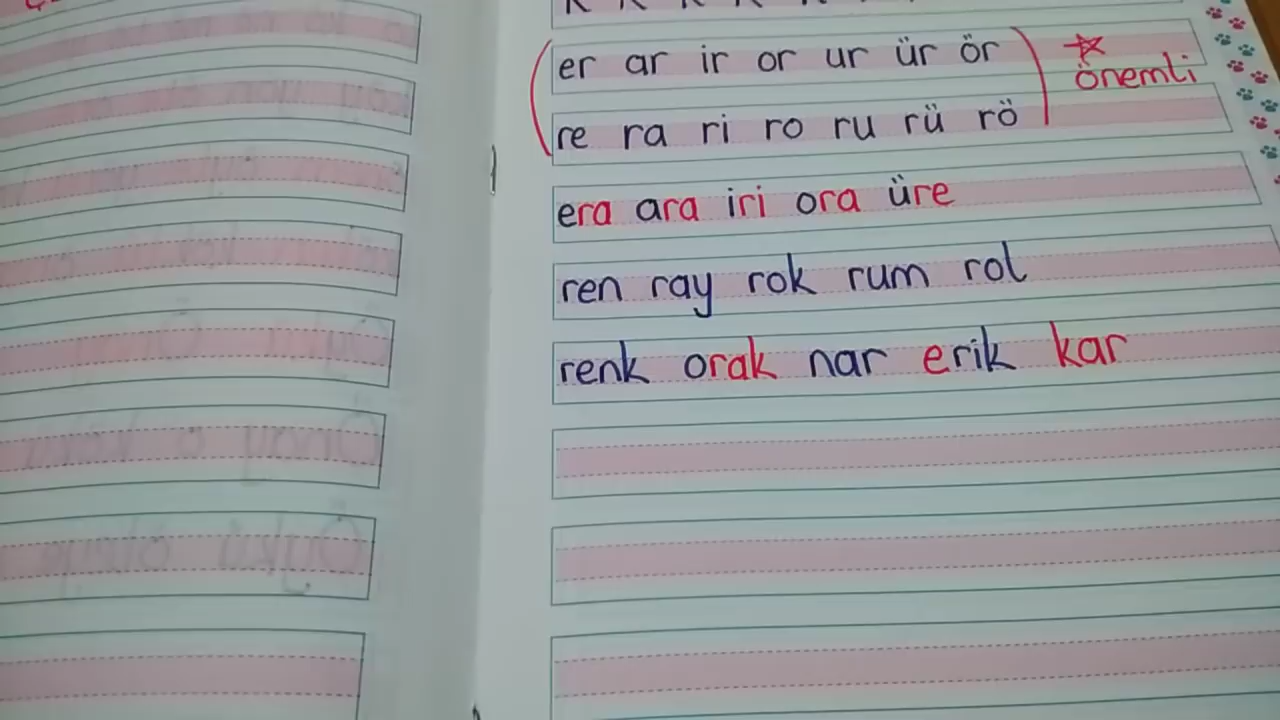 er ar ir or ur ür ör
önemli
re ra ri ro ru rü rö
era ara iri ora üre
ren ray rok rum rol
renk orak nar erik kar